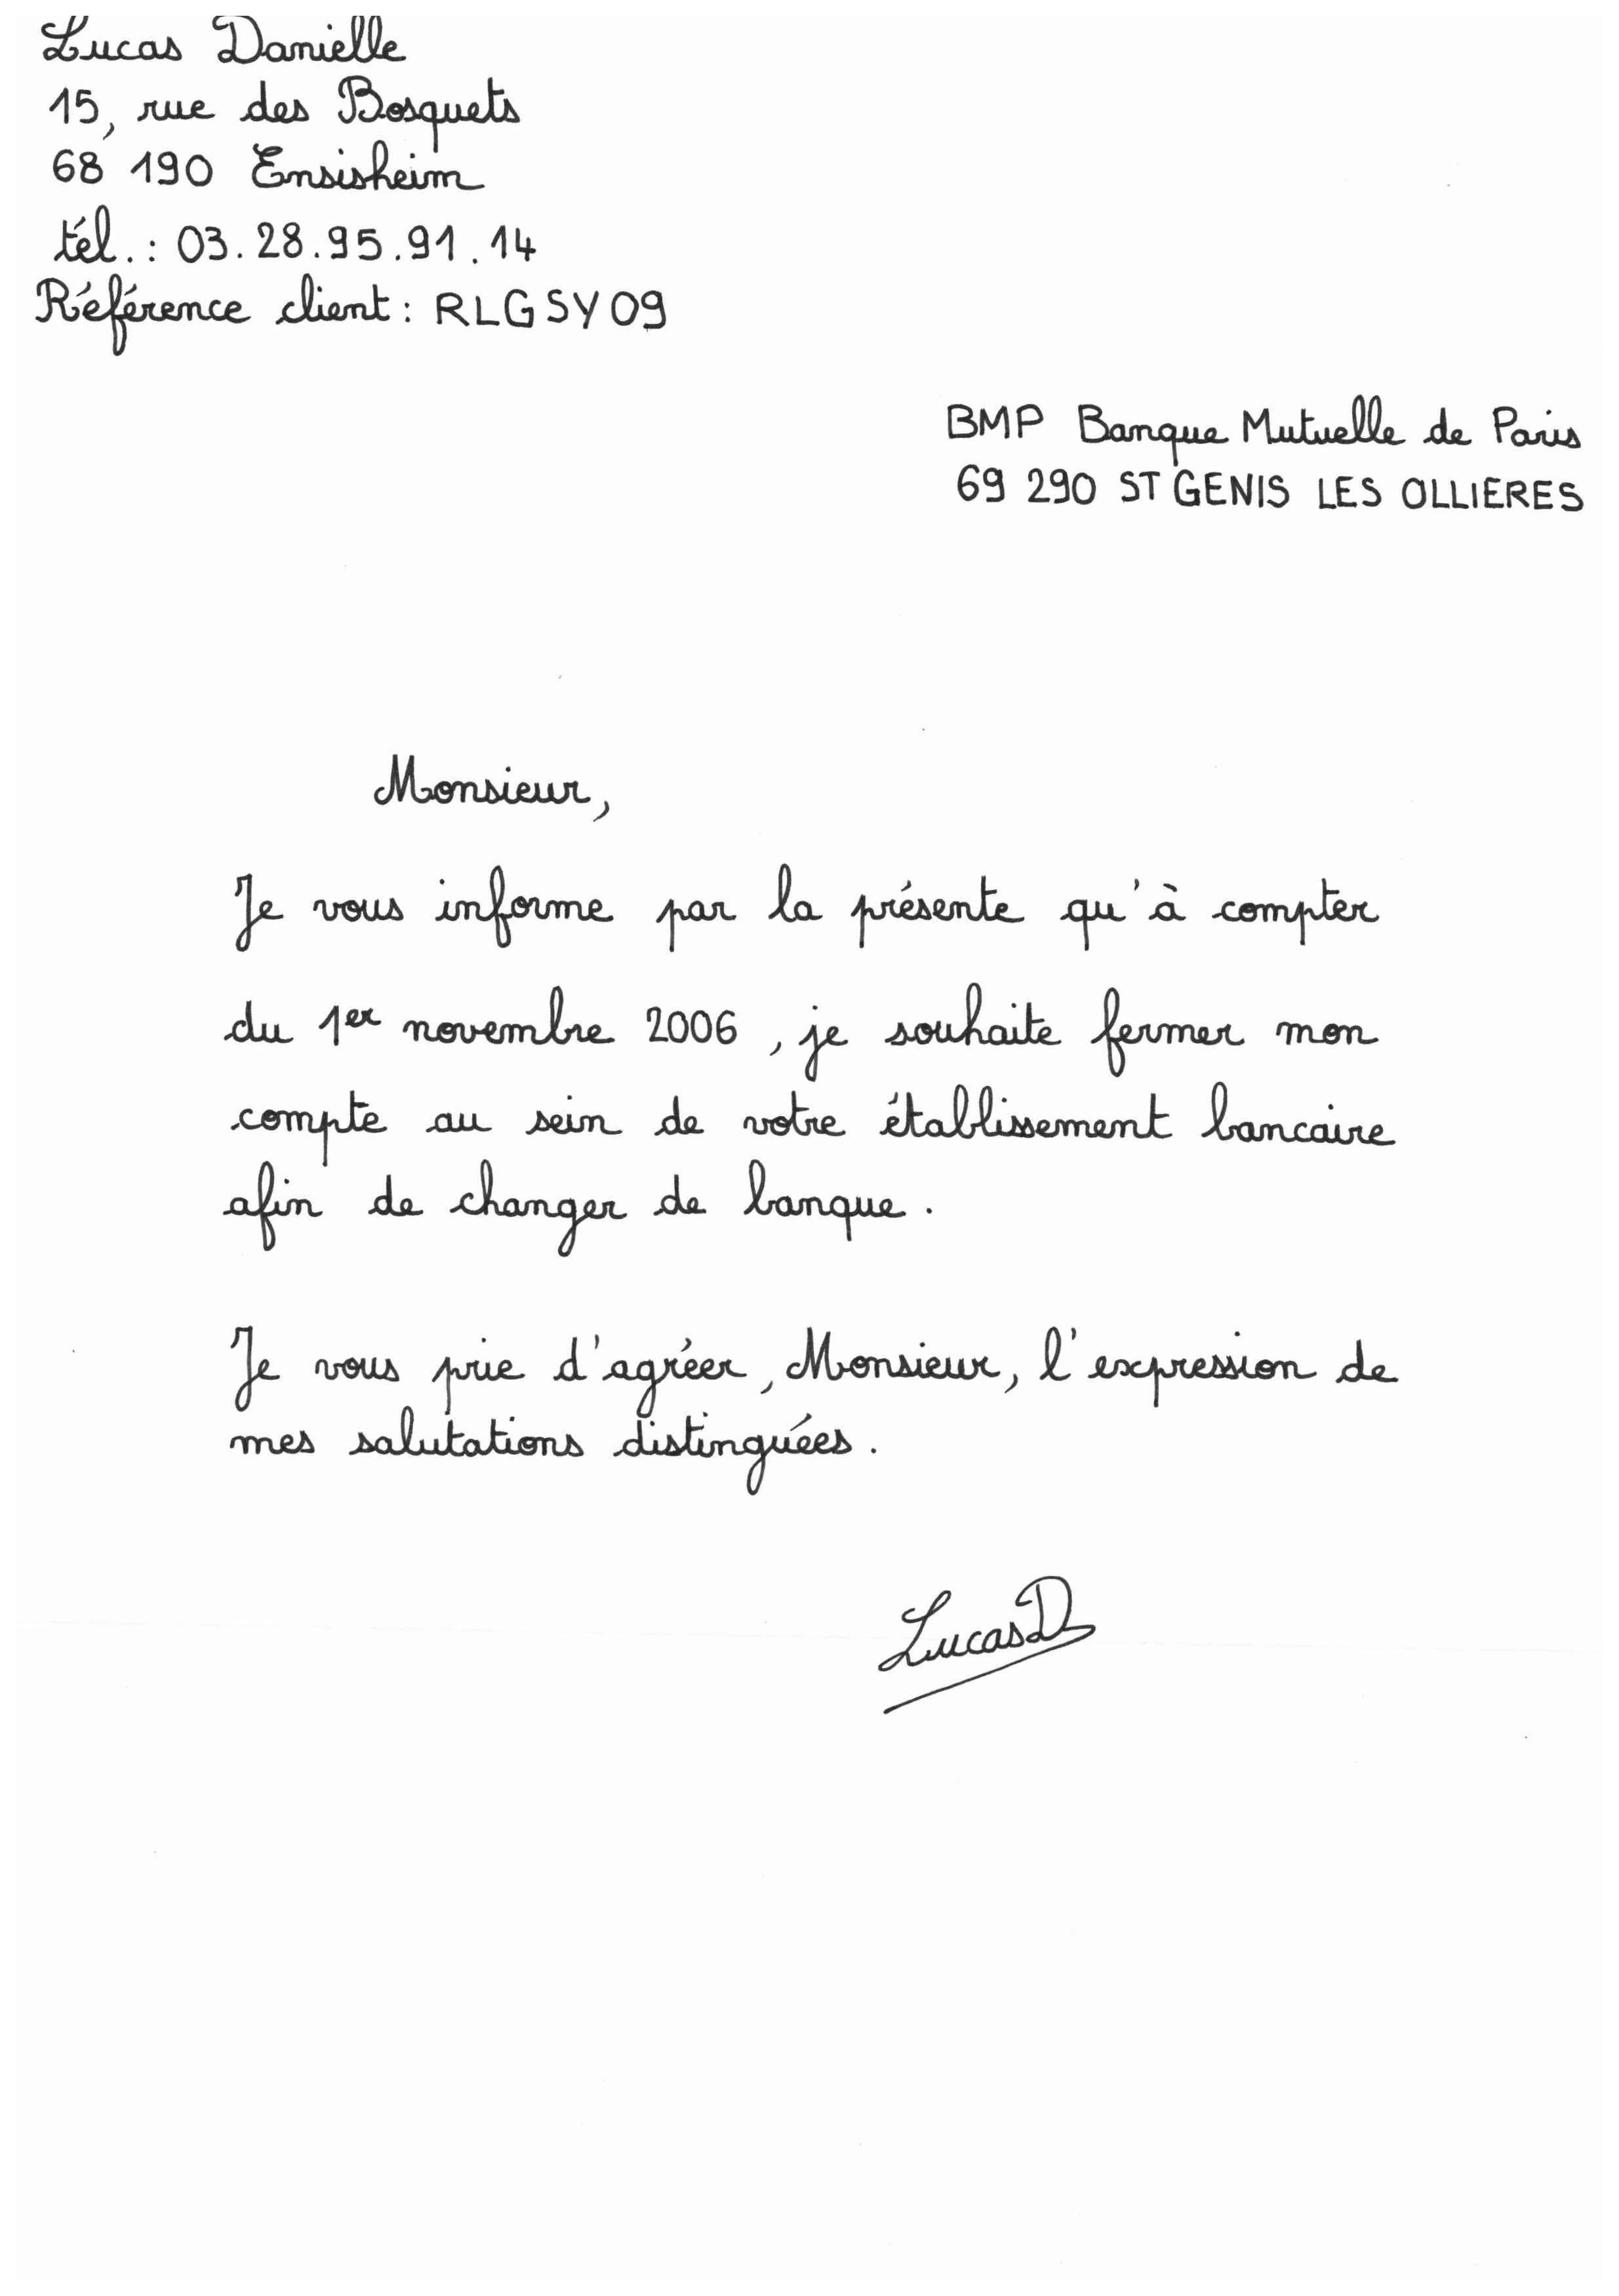 Lucas Danielle
15, rue des Bosquets
68 190 Ensisheim
tél.: 03.28.95.91.14
Référence client: RLGSY09
BMP Banque Mutuelle de Paris
69 290 ST GENIS LES OLLIERES
Monsieur,
Je vous informe par la présente qu'à compter
du 1er novembre 2006, je souhaite fermer mon
compte au sein de votre établissement bancaire
afin de changer de banque.
Je vous prie d'agréer, Monsieur, l'expression de
mes salutations distinguées.
LucasD